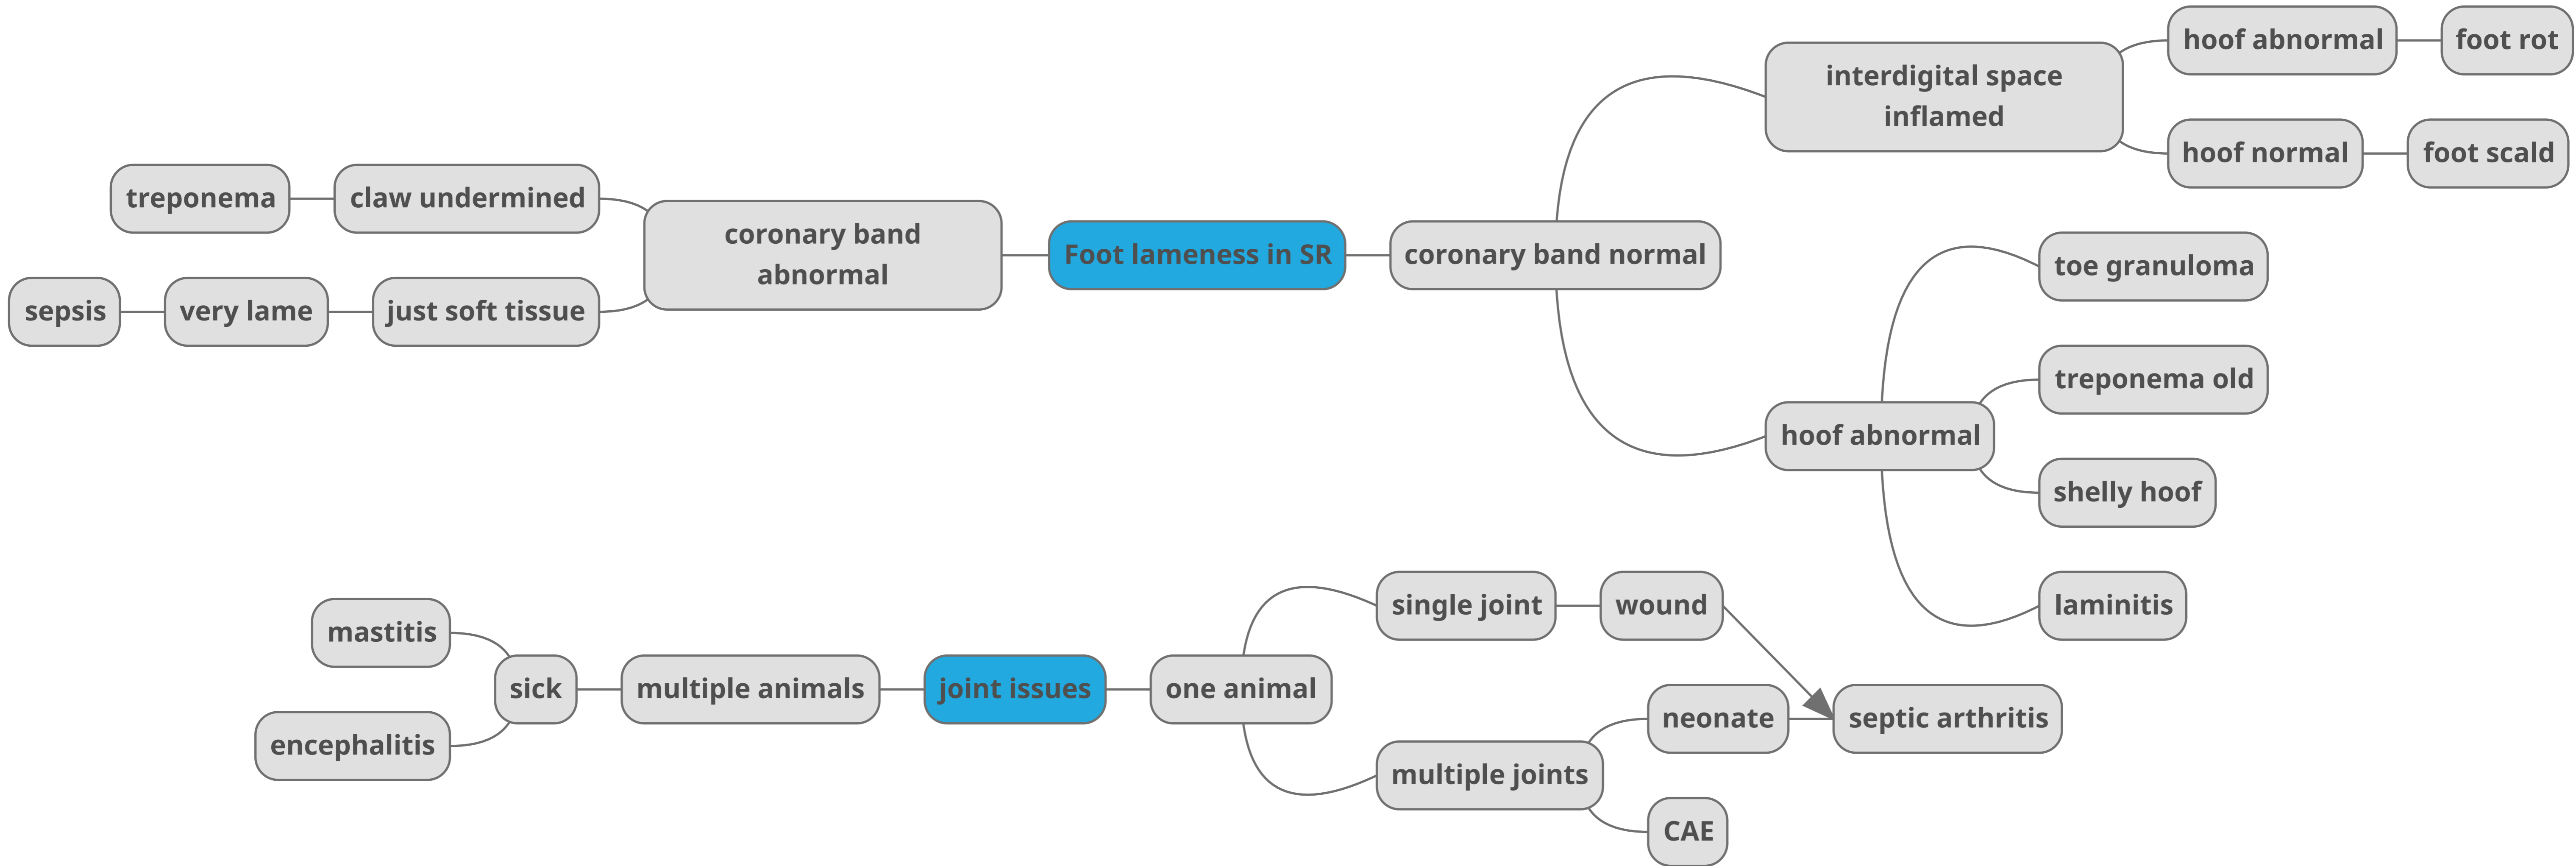 hoof abnormal
foot rot
interdigital space
inflamed
hoof normal
foot scald
treponema
claw undermined
coronary band
abnormal
Foot lameness in SR
coronary band normal
toe granuloma
sepsis
very lame
just soft tissue
treponema old
hoof abnormal
shelly hoof
laminitis
single joint
wound
mastitis
sick
multiple animals
joint issues
one animal
neonate
septic arthritis
encephalitis
multiple joints
CAE